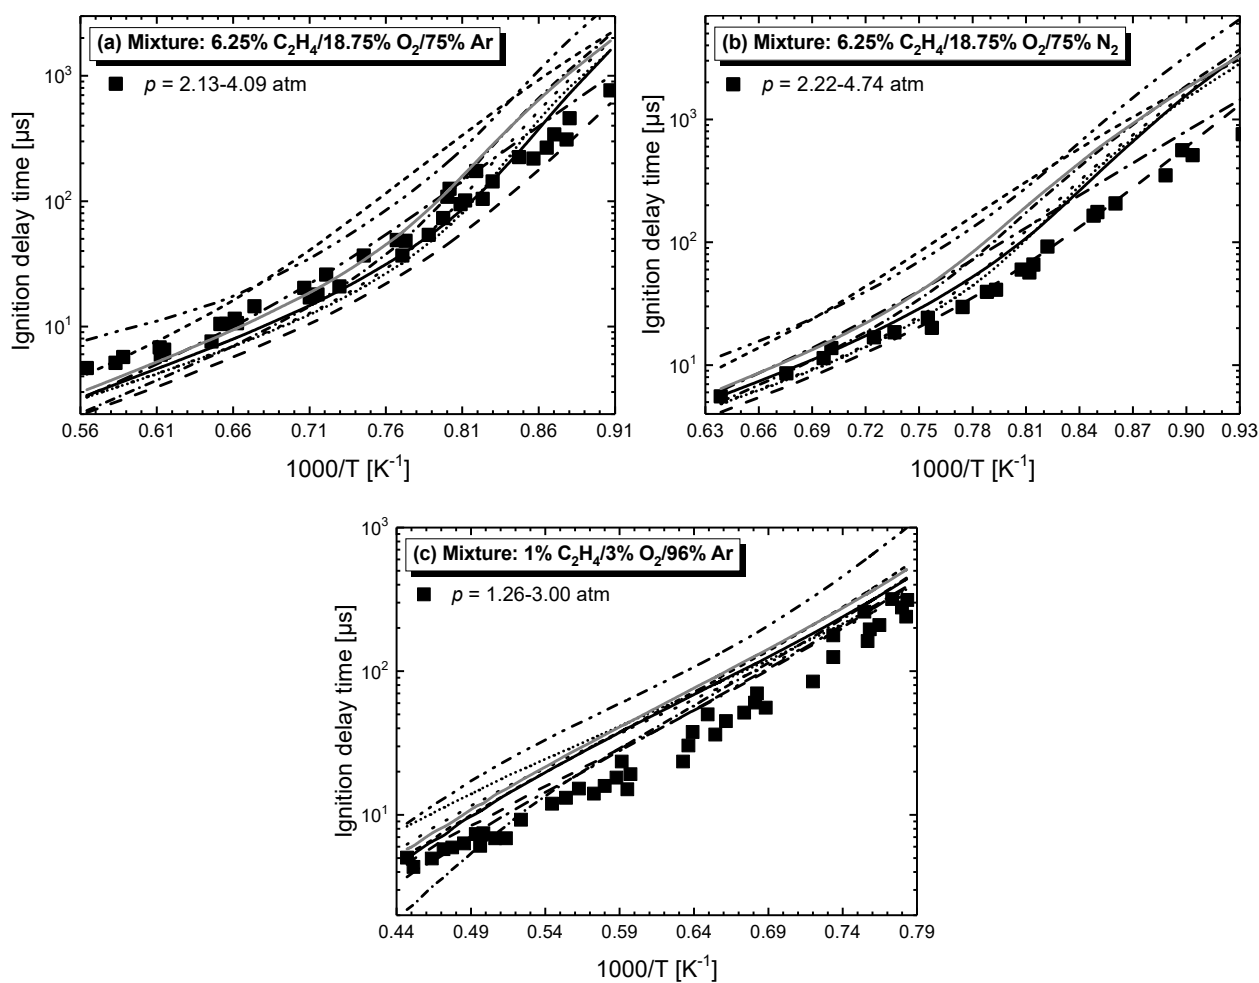 (a) Mixture: 6.25% C₂H₄/18.75% O₂/75% Ar
p = 2.13-4.09 atm
10³
10²
10¹
Ignition delay time [µs]
0.56 0.61 0.66 0.71 0.76 0.81 0.86 0.91
1000/T [K⁻¹]
(b) Mixture: 6.25% C₂H₄/18.75% O₂/75% N₂
p = 2.22-4.74 atm
10³
10²
10¹
Ignition delay time [µs]
0.63 0.66 0.69 0.72 0.75 0.78 0.81 0.84 0.87 0.90 0.93
1000/T [K⁻¹]
(c) Mixture: 1% C₂H₄/3% O₂/96% Ar
p = 1.26-3.00 atm
10³
10²
10¹
Ignition delay time [µs]
0.44 0.49 0.54 0.59 0.64 0.69 0.74 0.79
1000/T [K⁻¹]